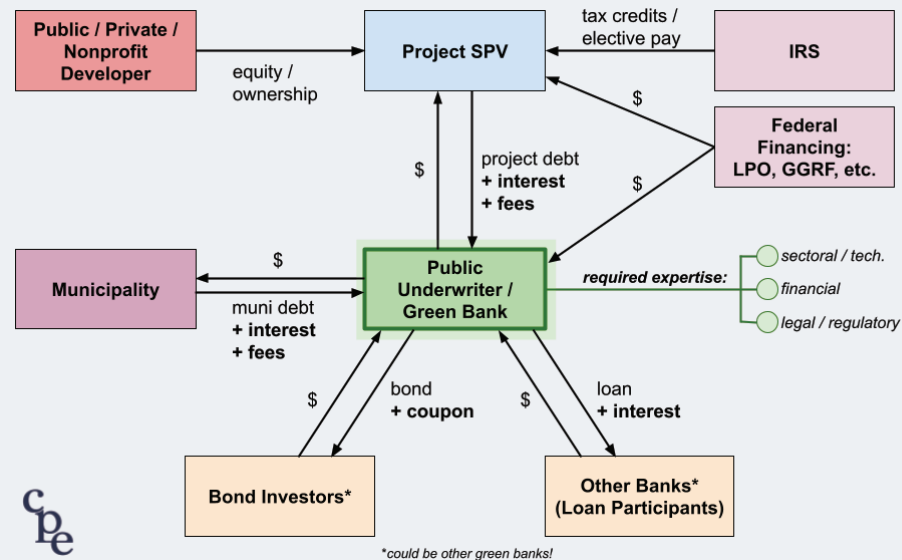 Public / Private /
Nonprofit
Developer
equity /
ownership
Project SPV
tax credits /
elective pay
IRS
$
Federal
Financing:
LPO, GGRF, etc.
$
$
project debt
+ interest
+ fees
Municipality
$
muni debt
+ interest
+ fees
Public
Underwriter /
Green Bank
required expertise:
sectoral / tech.
financial
legal / regulatory
$
bond
+ coupon
$
loan
+ interest
Bond Investors*
Other Banks*
(Loan Participants)
cpe
*could be other green banks!